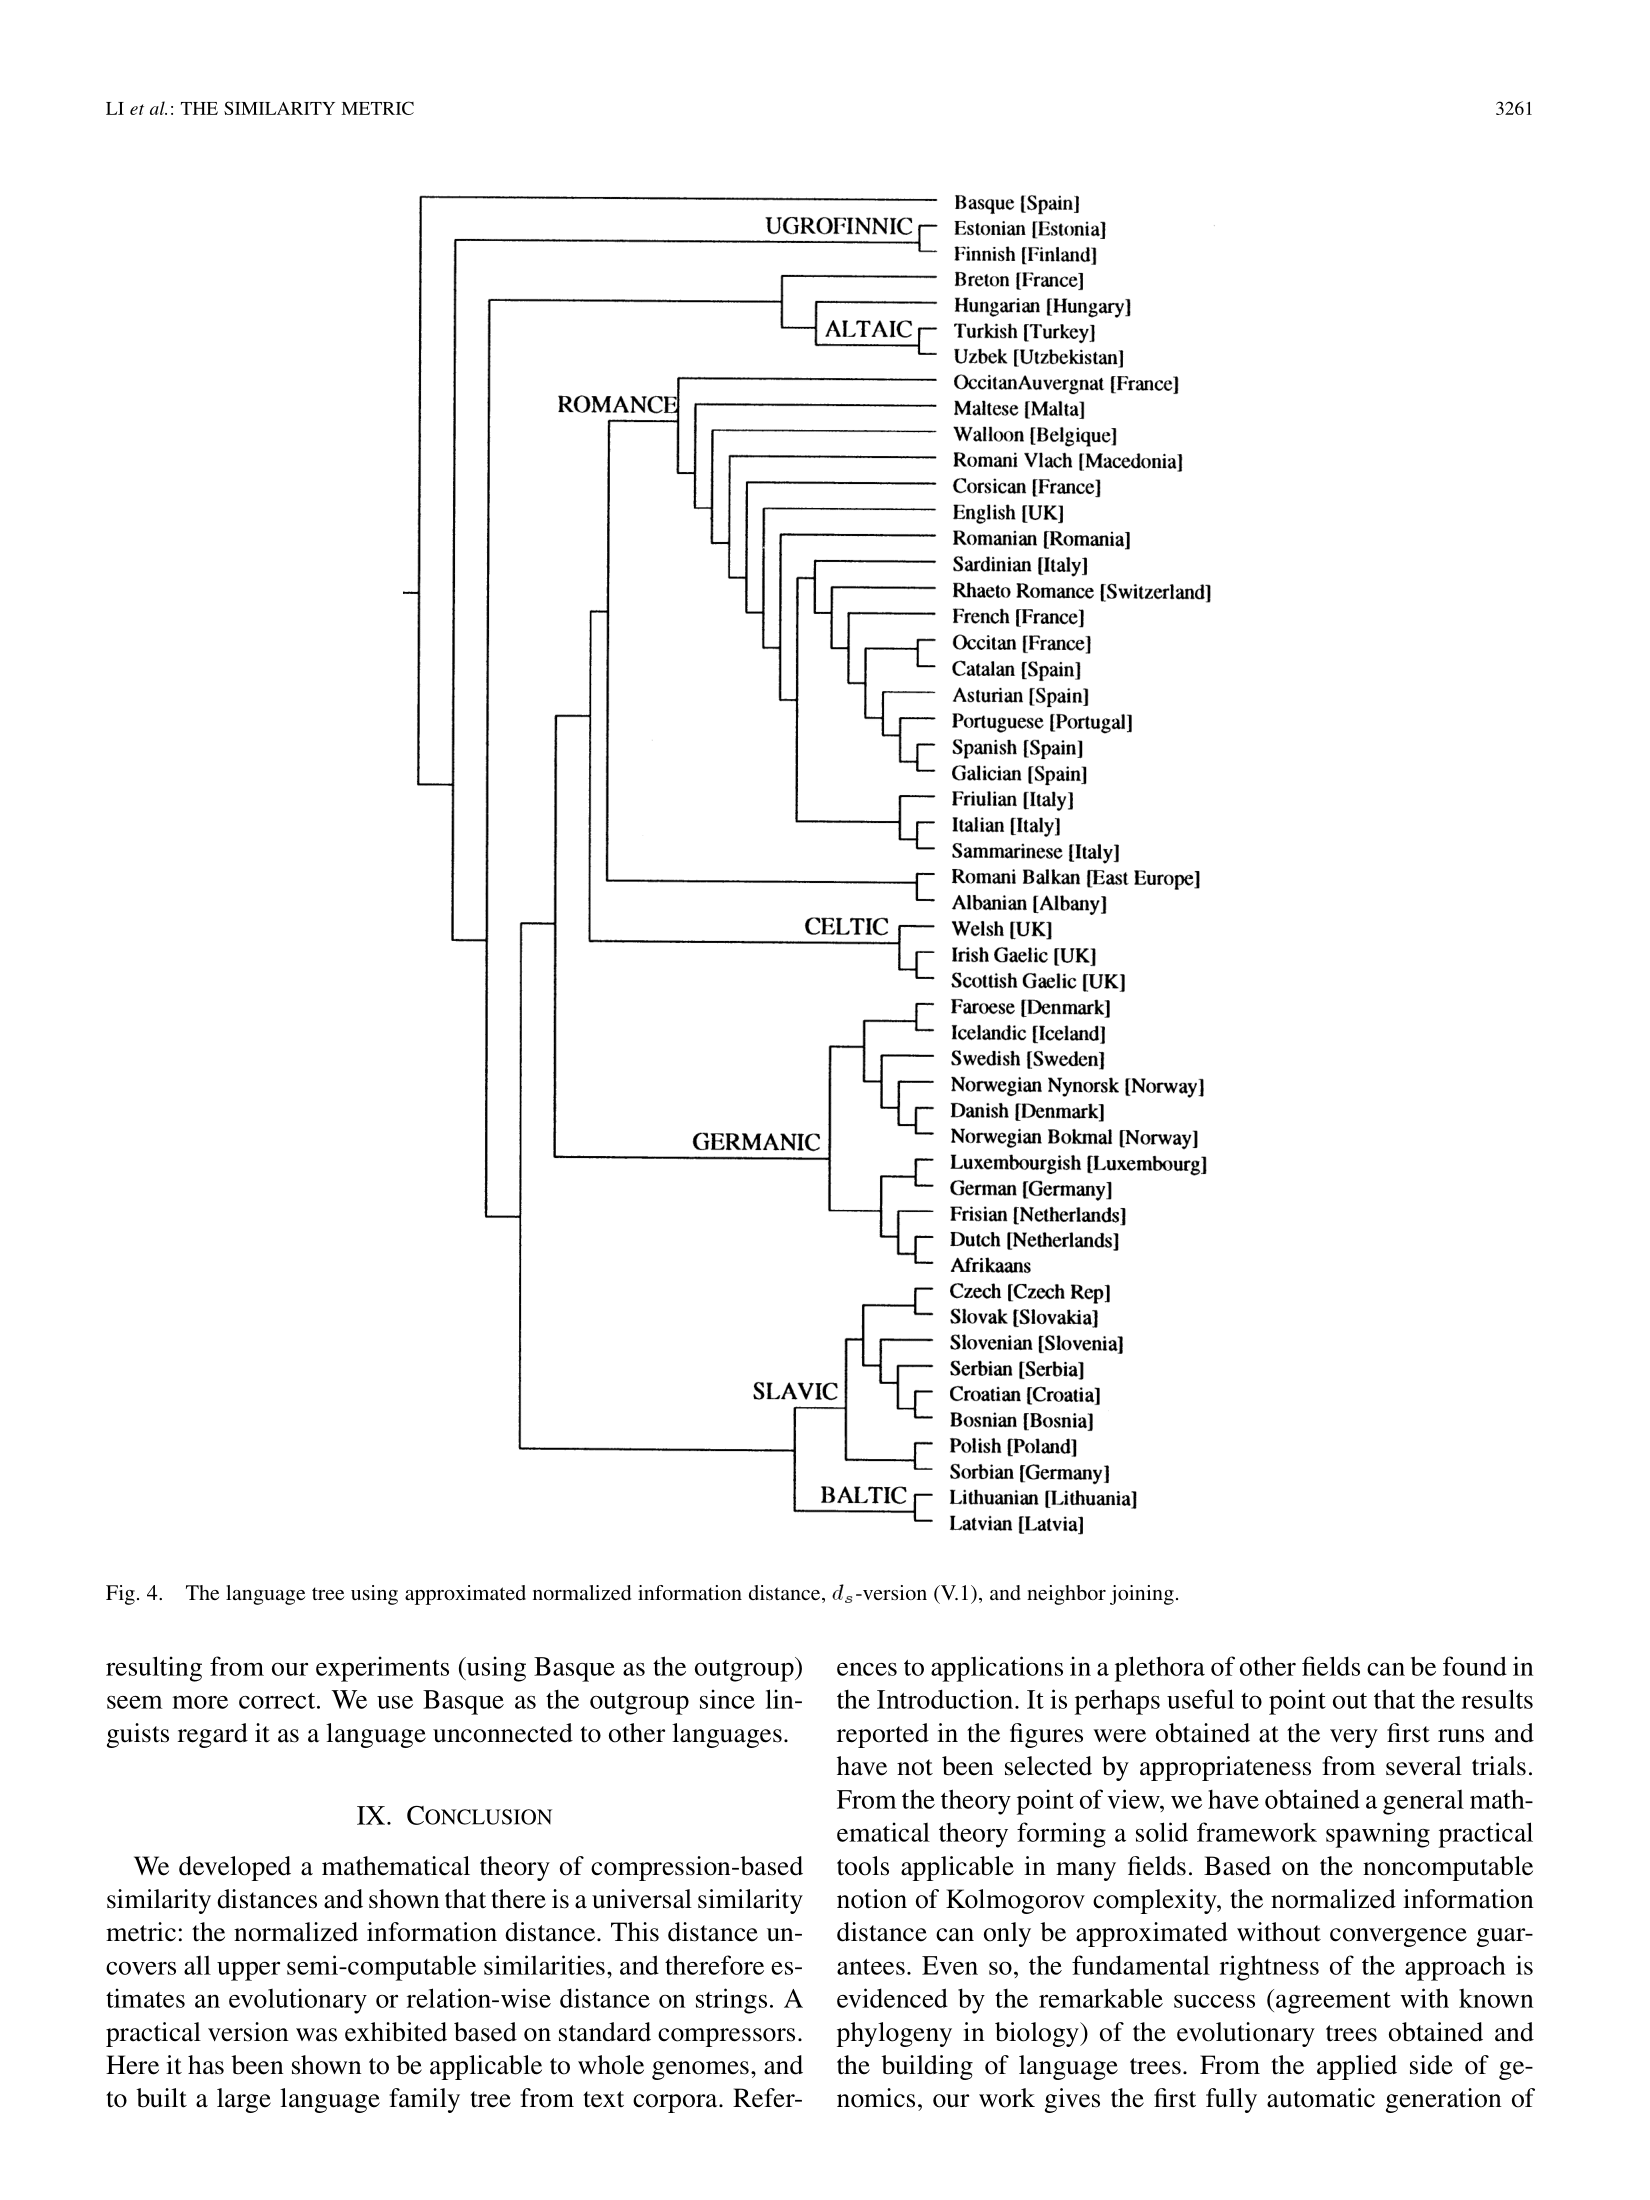 LI et al.: THE SIMILARITY METRIC
3261
Basque [Spain]
UGROFINNIC
Estonian [Estonia]
Finnish [Finland]
Breton [France]
Hungarian [Hungary]
ALTAIC
Turkish [Turkey]
Uzbek [Utzbekistan]
OccitanAuvergnat [France]
ROMANCE
Maltese [Malta]
Walloon [Belgique]
Romani Vlach [Macedonia]
Corsican [France]
English [UK]
Romanian [Romania]
Sardinian [Italy]
Rhaeto Romance [Switzerland]
French [France]
Occitan [France]
Catalan [Spain]
Asturian [Spain]
Portuguese [Portugal]
Spanish [Spain]
Galician [Spain]
Friulian [Italy]
Italian [Italy]
Sammarinese [Italy]
Romani Balkan [East Europe]
Albanian [Albany]
CELTIC
Welsh [UK]
Irish Gaelic [UK]
Scottish Gaelic [UK]
Faroese [Denmark]
Icelandic [Iceland]
Swedish [Sweden]
Norwegian Nynorsk [Norway]
Danish [Denmark]
Norwegian Bokmal [Norway]
GERMANIC
Luxembourgish [Luxembourg]
German [Germany]
Frisian [Netherlands]
Dutch [Netherlands]
Afrikaans
Czech [Czech Rep]
Slovak [Slovakia]
Slovenian [Slovenia]
Serbian [Serbia]
SLAVIC
Croatian [Croatia]
Bosnian [Bosnia]
Polish [Poland]
Sorbian [Germany]
BALTIC
Lithuanian [Lithuania]
Latvian [Latvia]
Fig. 4. The language tree using approximated normalized information distance, d_s-version (V.1), and neighbor joining.
resulting from our experiments (using Basque as the outgroup)
seem more correct. We use Basque as the outgroup since lin-
guists regard it as a language unconnected to other languages.
IX. CONCLUSION
We developed a mathematical theory of compression-based
similarity distances and shown that there is a universal similarity
metric: the normalized information distance. This distance un-
covers all upper semi-computable similarities, and therefore es-
timates an evolutionary or relation-wise distance on strings. A
practical version was exhibited based on standard compressors.
Here it has been shown to be applicable to whole genomes, and
to built a large language family tree from text corpora. Refer-
ences to applications in a plethora of other fields can be found in
the Introduction. It is perhaps useful to point out that the results
reported in the figures were obtained at the very first runs and
have not been selected by appropriateness from several trials.
From the theory point of view, we have obtained a general math-
ematical theory forming a solid framework spawning practical
tools applicable in many fields. Based on the noncomputable
notion of Kolmogorov complexity, the normalized information
distance can only be approximated without convergence guar-
antees. Even so, the fundamental rightness of the approach is
evidenced by the remarkable success (agreement with known
phylogeny in biology) of the evolutionary trees obtained and
the building of language trees. From the applied side of ge-
nomics, our work gives the first fully automatic generation of